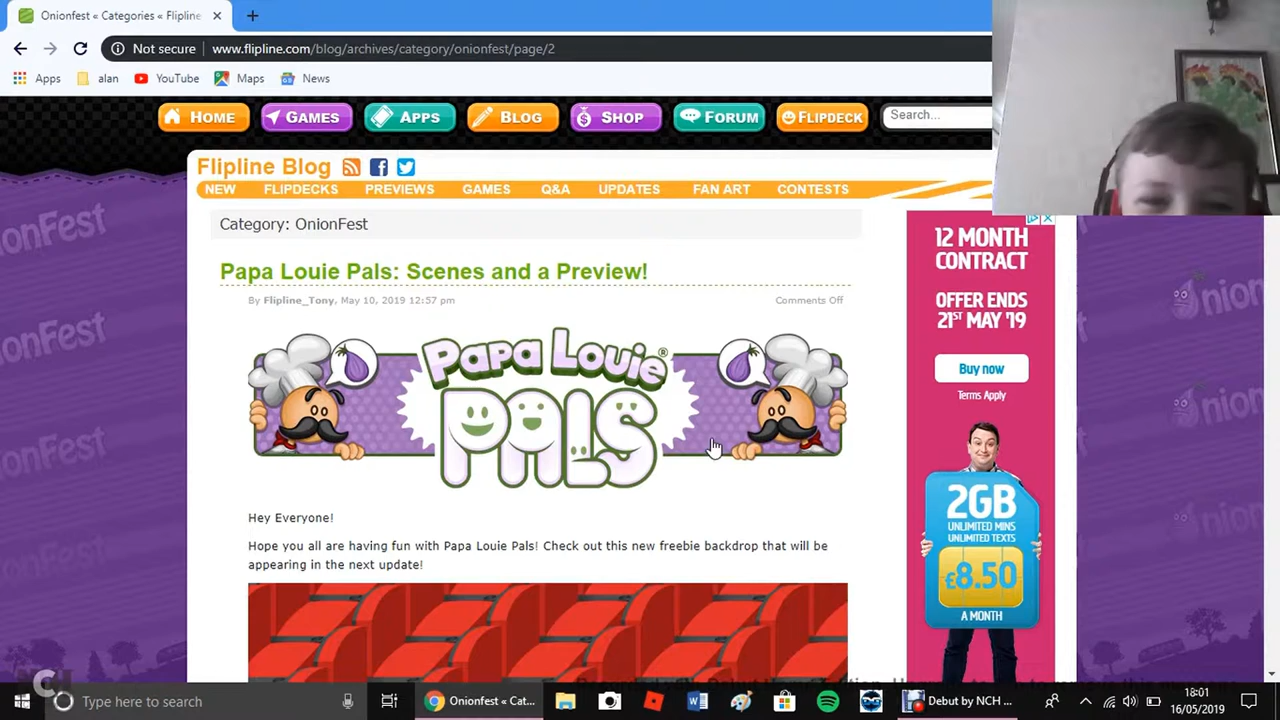 Onionfest « Categories « Flipline
Not secure www.flipline.com/blog/archives/category/onionfest/page/2
Apps alan YouTube Maps News
HOME GAMES APPS BLOG SHOP FORUM FLIPDECK Search...
Flipline Blog
NEW FLIPDECKS PREVIEWS GAMES Q&A UPDATES FAN ART CONTESTS
Category: OnionFest
Papa Louie Pals: Scenes and a Preview!
By Flipline_Tony, May 10, 2019 12:57 pm Comments Off
Papa Louie®
PALS
Hey Everyone!
Hope you all are having fun with Papa Louie Pals! Check out this new freebie backdrop that will be
appearing in the next update!
12 MONTH
CONTRACT
OFFER ENDS
21ST MAY '19
Buy now
Terms Apply
2GB
UNLIMITED MINS
UNLIMITED TEXTS
£8.50
A MONTH
Type here to search
Onionfest « Cat...
Debut by NCH ...
18:01
16/05/2019